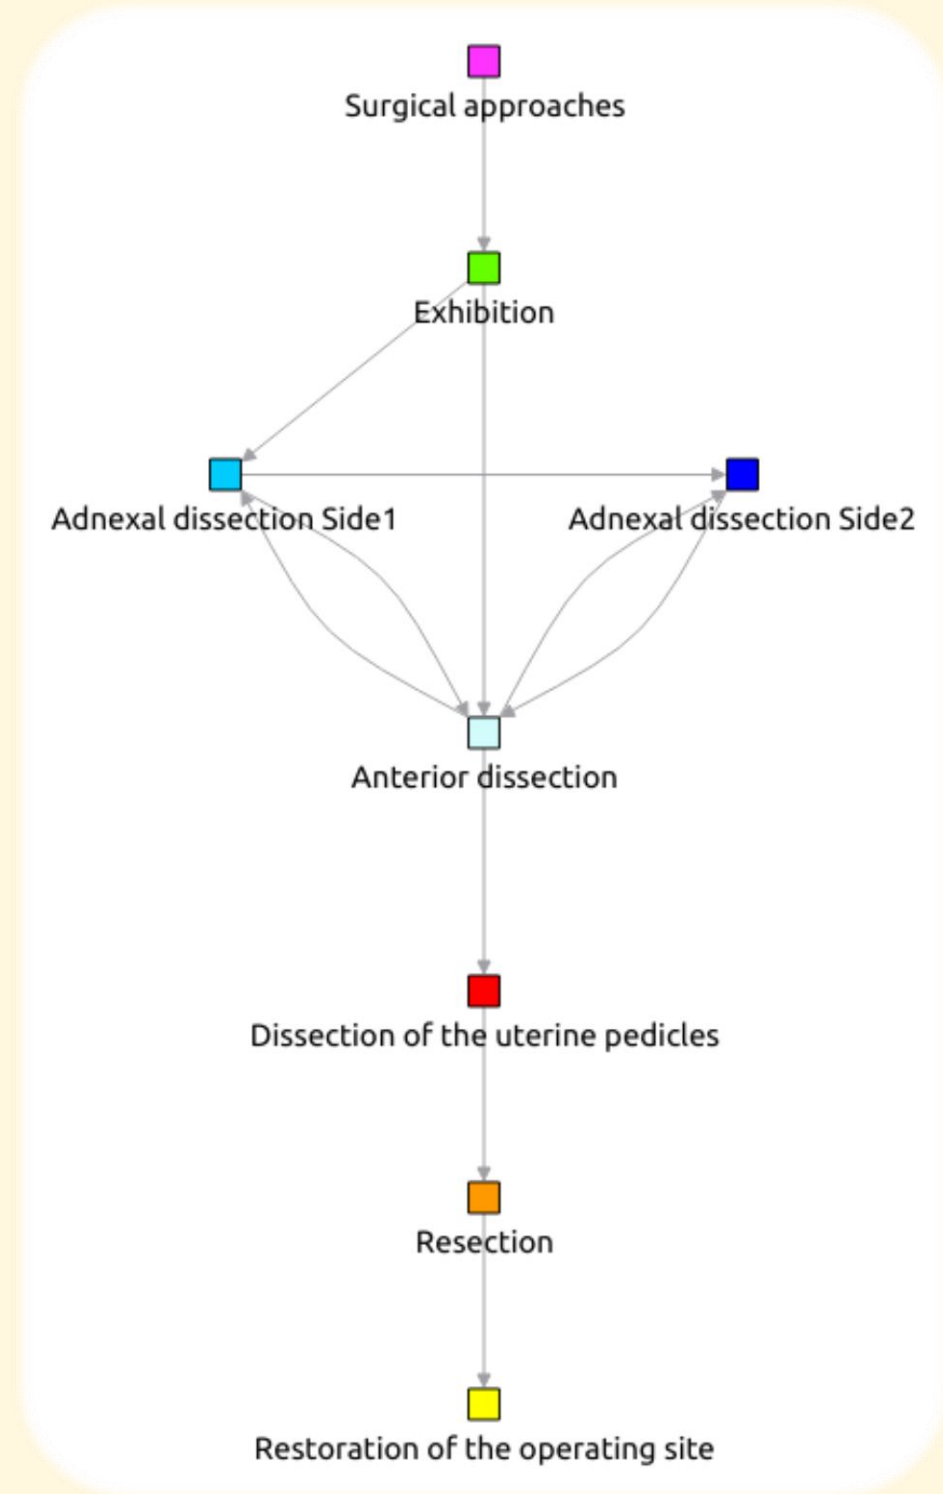 Surgical approaches
Exhibition
Adnexal dissection Side1
Adnexal dissection Side2
Anterior dissection
Dissection of the uterine pedicles
Resection
Restoration of the operating site